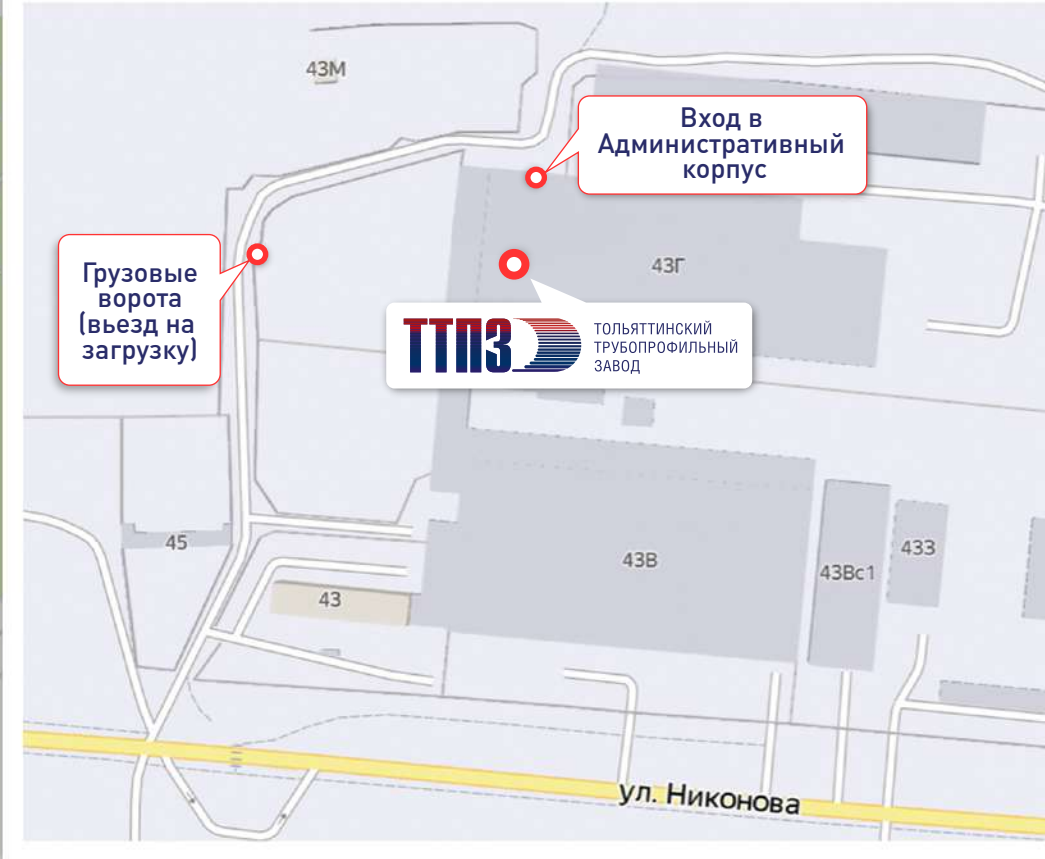 43М
Вход в
Административный
корпус
Грузовые
ворота
(вьезд на
загрузку)
43Г
ТТПЗ
ТОЛЬЯТТИНСКИЙ
ТРУБОПРОФИЛЬНЫЙ
ЗАВОД
45
43
43В
43Вс1
43З
ул. Никонова